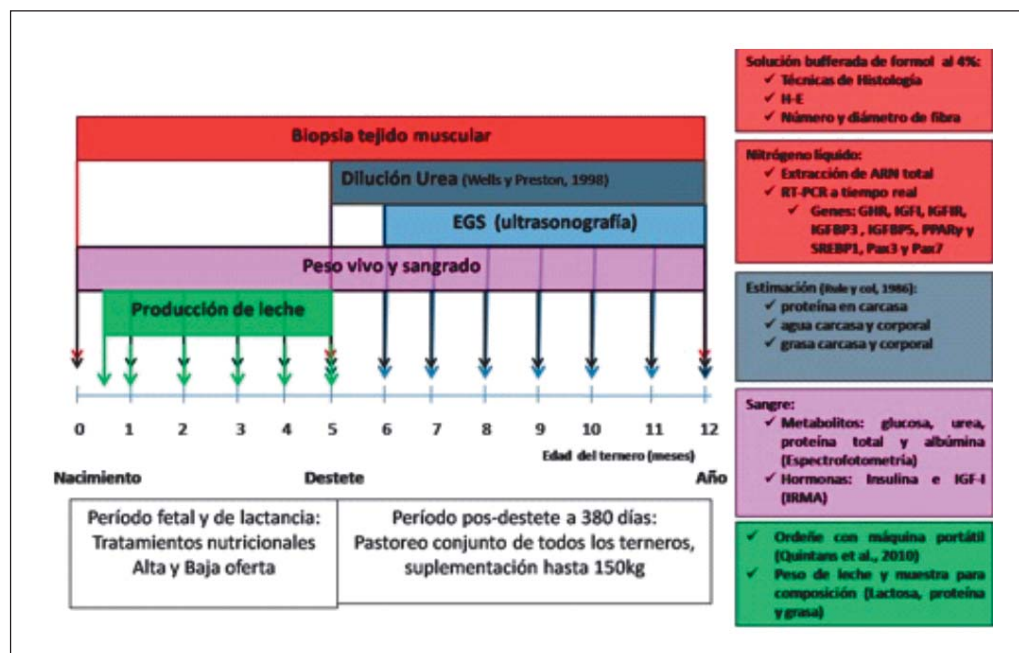 Biopsia tejido muscular
Dilución Urea (Wells y Preston, 1998)
EGS (ultrasonografía)
Peso vivo y sangrado
Producción de leche
0 1 2 3 4 5 6 7 8 9 10 11 12
Edad del ternero (meses)
Nacimiento Destete Año
Período fetal y de lactancia:
Tratamientos nutricionales
Alta y Baja oferta
Período pos-destete a 380 días:
Pastoreo conjunto de todos los terneros,
suplementación hasta 150kg
Solución bufferada de formol al 4%:
✓ Técnicas de Histología
✓ H-E
✓ Número y diámetro de fibra
Nitrógeno líquido:
✓ Extracción de ARN total
✓ RT-PCR a tiempo real
✓ Genes: GHR, IGFI, IGFIR,
IGFBP3 , IGFBP5, PPARγ y
SREBP1, Pax3 y Pax7
Estimación (Rule y col, 1986):
✓ proteína en carcasa
✓ agua carcasa y corporal
✓ grasa carcasa y corporal
Sangre:
✓ Metabolitos: glucosa, urea,
proteína total y albúmina
(Espectrofotometría)
✓ Hormonas: Insulina e IGF-I
(IRMA)
✓ Ordeñe con máquina portátil
(Quintans et al., 2010)
✓ Peso de leche y muestra para
composición (Lactosa, proteína
y grasa)